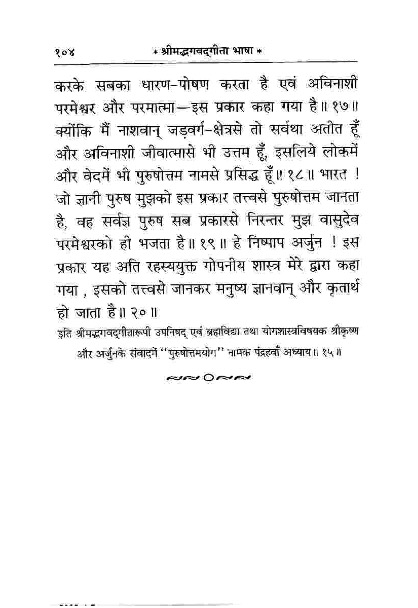 १०४ * श्रीमद्भगवद्गीता भाषा *
करके सबका धारण-पोषण करता है एवं अविनाशी
परमेश्वर और परमात्मा—इस प्रकार कहा गया है॥ १७॥
क्योंकि मैं नाशवान् जड़वर्ग-क्षेत्रसे तो सर्वथा अतीत हूँ
और अविनाशी जीवात्मासे भी उत्तम हूँ, इसलिये लोकमें
और वेदमें भी पुरुषोत्तम नामसे प्रसिद्ध हूँ॥ १८॥ भारत !
जो ज्ञानी पुरुष मुझको इस प्रकार तत्त्वसे पुरुषोत्तम जानता
है, वह सर्वज्ञ पुरुष सब प्रकारसे निरन्तर मुझ वासुदेव
परमेश्वरको ही भजता है॥ १९॥ हे निष्पाप अर्जुन ! इस
प्रकार यह अति रहस्ययुक्त गोपनीय शास्त्र मेरे द्वारा कहा
गया , इसको तत्त्वसे जानकर मनुष्य ज्ञानवान् और कृतार्थ
हो जाता है॥ २०॥
इति श्रीमद्भगवद्गीतारूपी उपनिषद् एवं ब्रह्मविद्या तथा योगशास्त्रविषयक श्रीकृष्ण
और अर्जुनके संवादमें ‘‘पुरुषोत्तमयोग’’ नामक पंद्रहवाँ अध्याय॥ १५॥